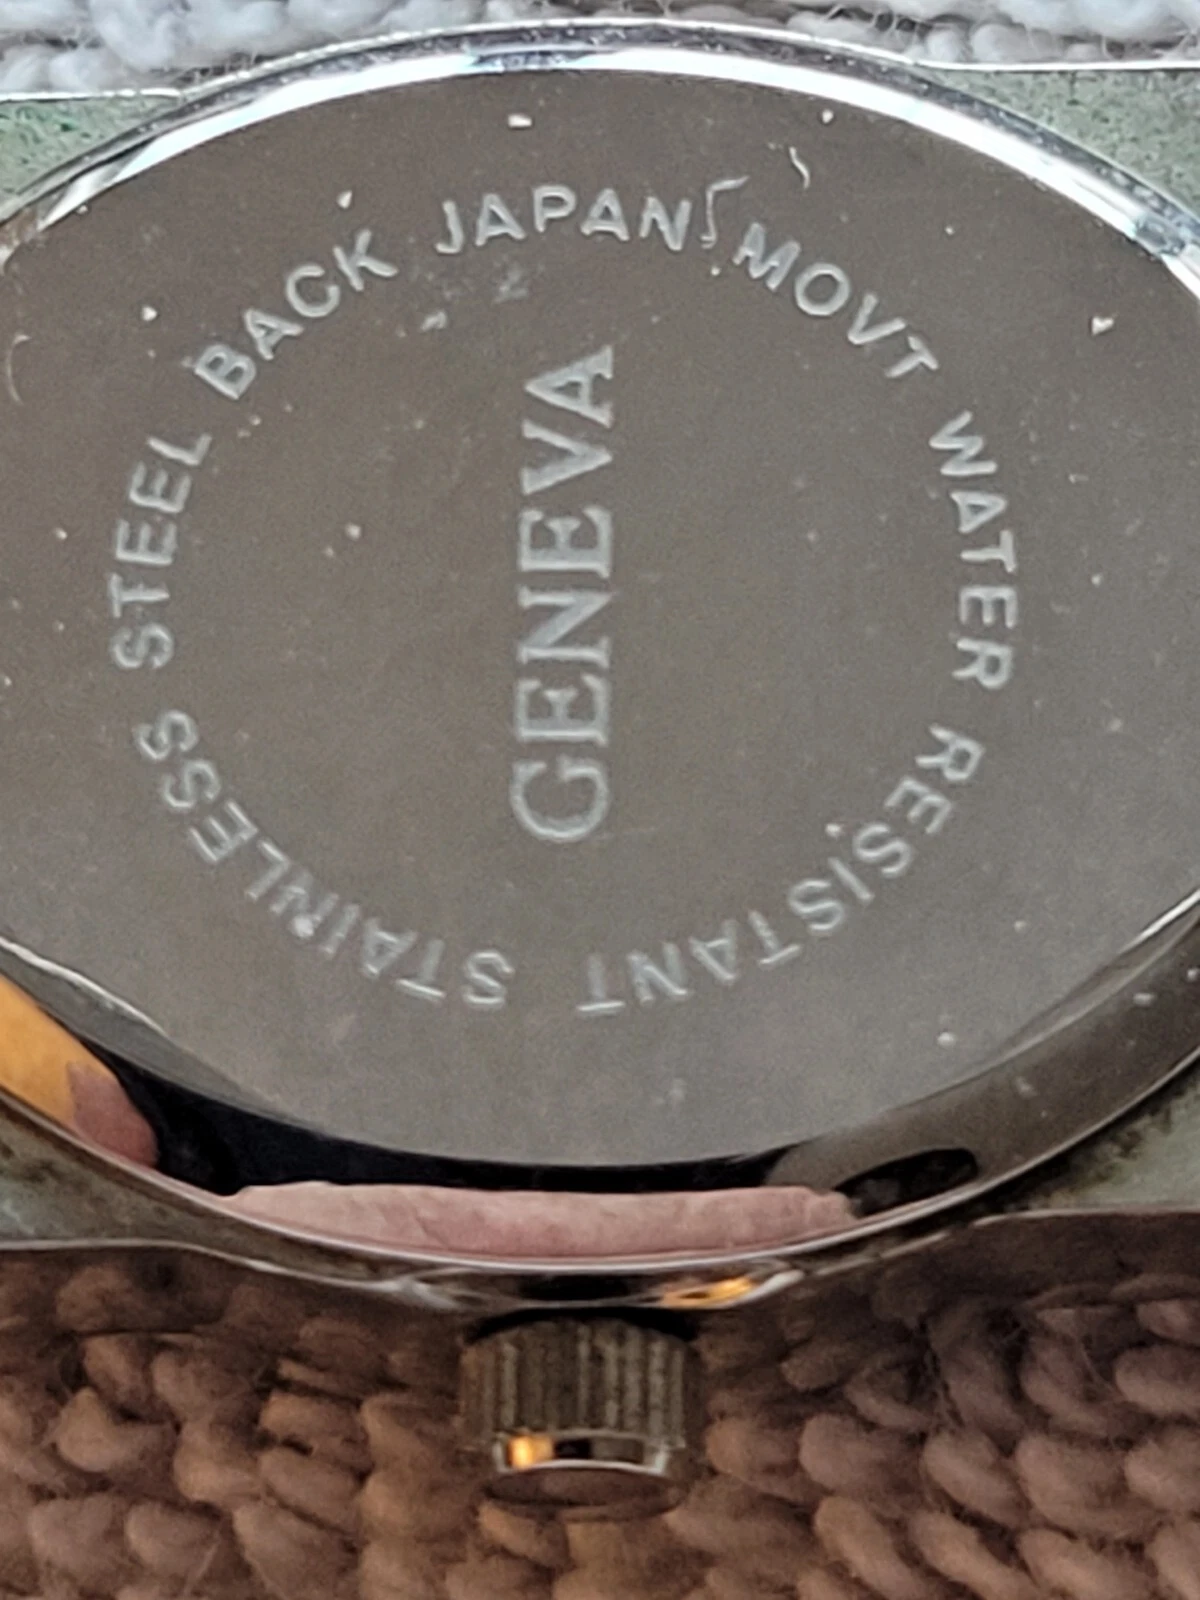 GENEVA
STAINLESS STEEL BACK JAPAN MOVT WATER RESISTANT